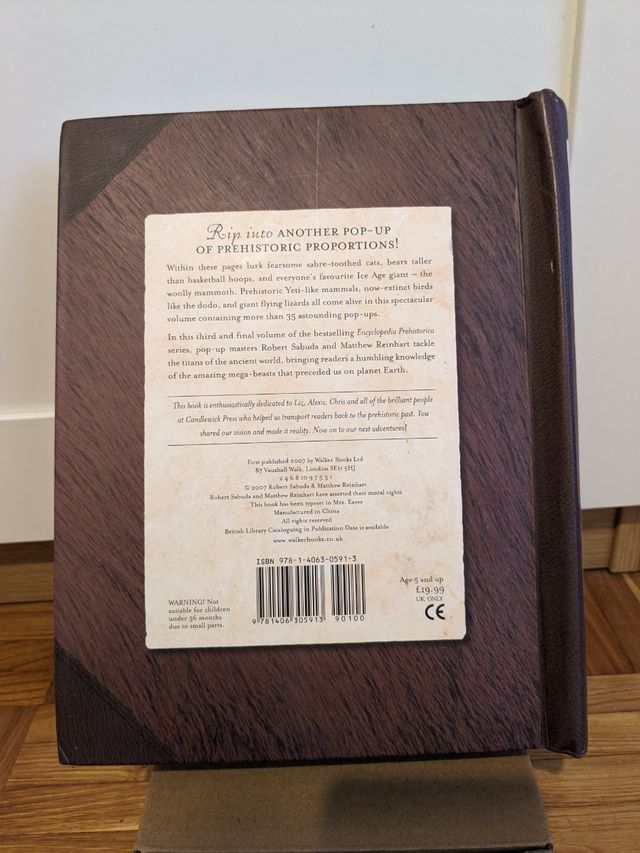 Rip into ANOTHER POP-UP
OF PREHISTORIC PROPORTIONS!
Within these pages lurk fearsome sabre-toothed cats, bears taller
than basketball hoops, and everyone's favourite Ice Age giant – the
woolly mammoth. Prehistoric Yeti-like mammals, now-extinct birds
like the dodo, and giant flying lizards all come alive in this spectacular
volume containing more than 35 astounding pop-ups.
In this third and final volume of the bestselling Encyclopedia Prehistorica
series, pop-up masters Robert Sabuda and Matthew Reinhart tackle
the titans of the ancient world, bringing readers a humbling knowledge
of the amazing mega-beasts that preceded us on planet Earth.
This book is enthusiastically dedicated to Liz, Alexis, Chris and all of the brilliant people
at Candlewick Press who helped us transport readers back to the prehistoric past. You
shared our vision and made it reality. Now on to our next adventures!
First published 2007 by Walker Books Ltd
87 Vauxhall Walk, London SE11 5HJ
2 4 6 8 10 9 7 5 3 1
© 2007 Robert Sabuda & Matthew Reinhart
Robert Sabuda and Matthew Reinhart have asserted their moral rights
This book has been typeset in Mrs. Eaves
Manufactured in China
All rights reserved
British Library Cataloguing in Publication Data is available
www.walkerbooks.co.uk
ISBN 978-1-4063-0591-3
9 781406 305913 90100
WARNING! Not
suitable for children
under 36 months
due to small parts.
Age 5 and up
£19.99
UK ONLY
CE